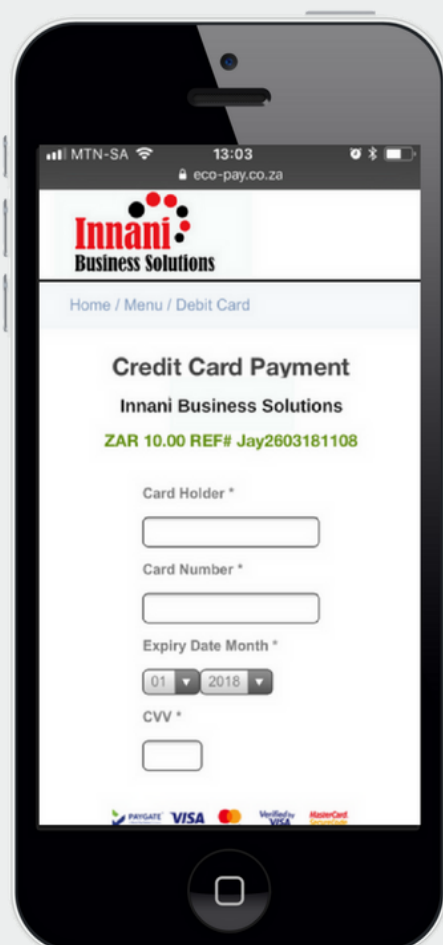 MTN-SA 13:03
eco-pay.co.za
Innani
Business Solutions
Home / Menu / Debit Card
Credit Card Payment
Innani Business Solutions
ZAR 10.00 REF# Jay2603181108
Card Holder *
Card Number *
Expiry Date Month *
01 2018
CVV *
PAYGATE VISA Verified by VISA MasterCard SecureCode